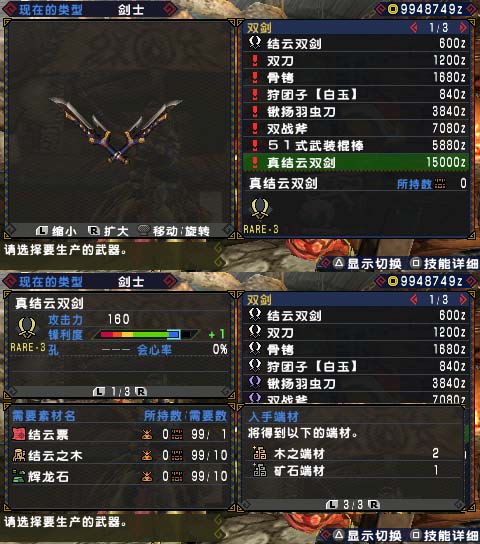 现在的类型 剑士
9948749z
双剑 1/3
结云双剑 600z
双刀 1200z
骨锛 1680z
狩团子【白玉】 840z
锹扬羽虫刀 3840z
双战斧 7080z
51式武装棍棒 5880z
真结云双剑 15000z
真结云双剑 所持数 0
RARE-3
L 缩小 R 扩大 移动/旋转
请选择要生产的武器。
△显示切换 □技能详细
现在的类型 剑士
9948749z
真结云双剑
攻击力 160
锋利度 +1
RARE-3
孔 --- 会心率 0%
L 1/3 R
双剑 1/3
结云双剑 600z
双刀 1200z
骨锛 1680z
狩团子【白玉】 840z
锹扬羽虫刀 3840z
双战斧 7080z
需要素材名 所持数/需要数
结云票 0 99/ 1
结云之木 0 99/10
辉龙石 0 99/10
入手端材
将得到以下的端材。
木之端材 2
矿石端材 1
L 3/3 R
请选择要生产的武器。
△显示切换 □技能详细